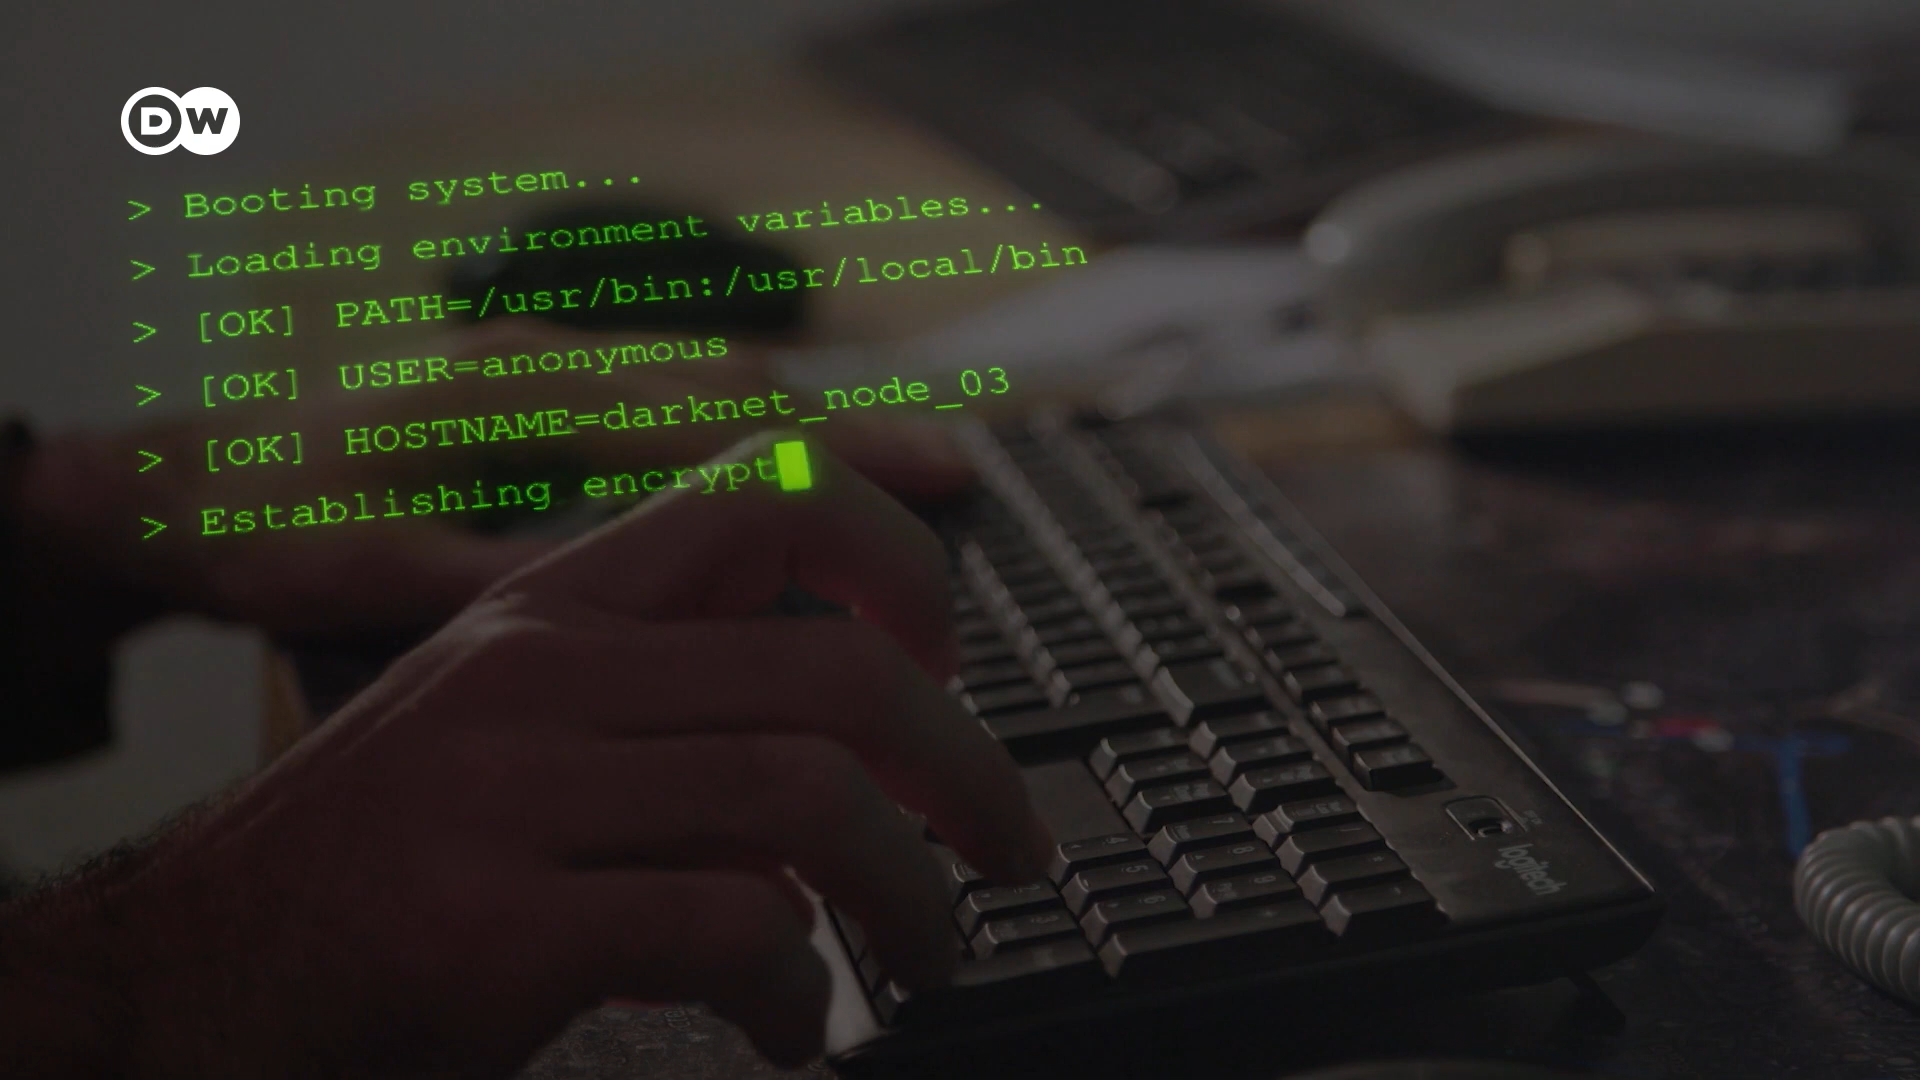 DW
> Booting system...
> Loading environment variables...
> [OK] PATH=/usr/bin:/usr/local/bin
> [OK] USER=anonymous
> [OK] HOSTNAME=darknet_node_03
> Establishing encrypt
logitech